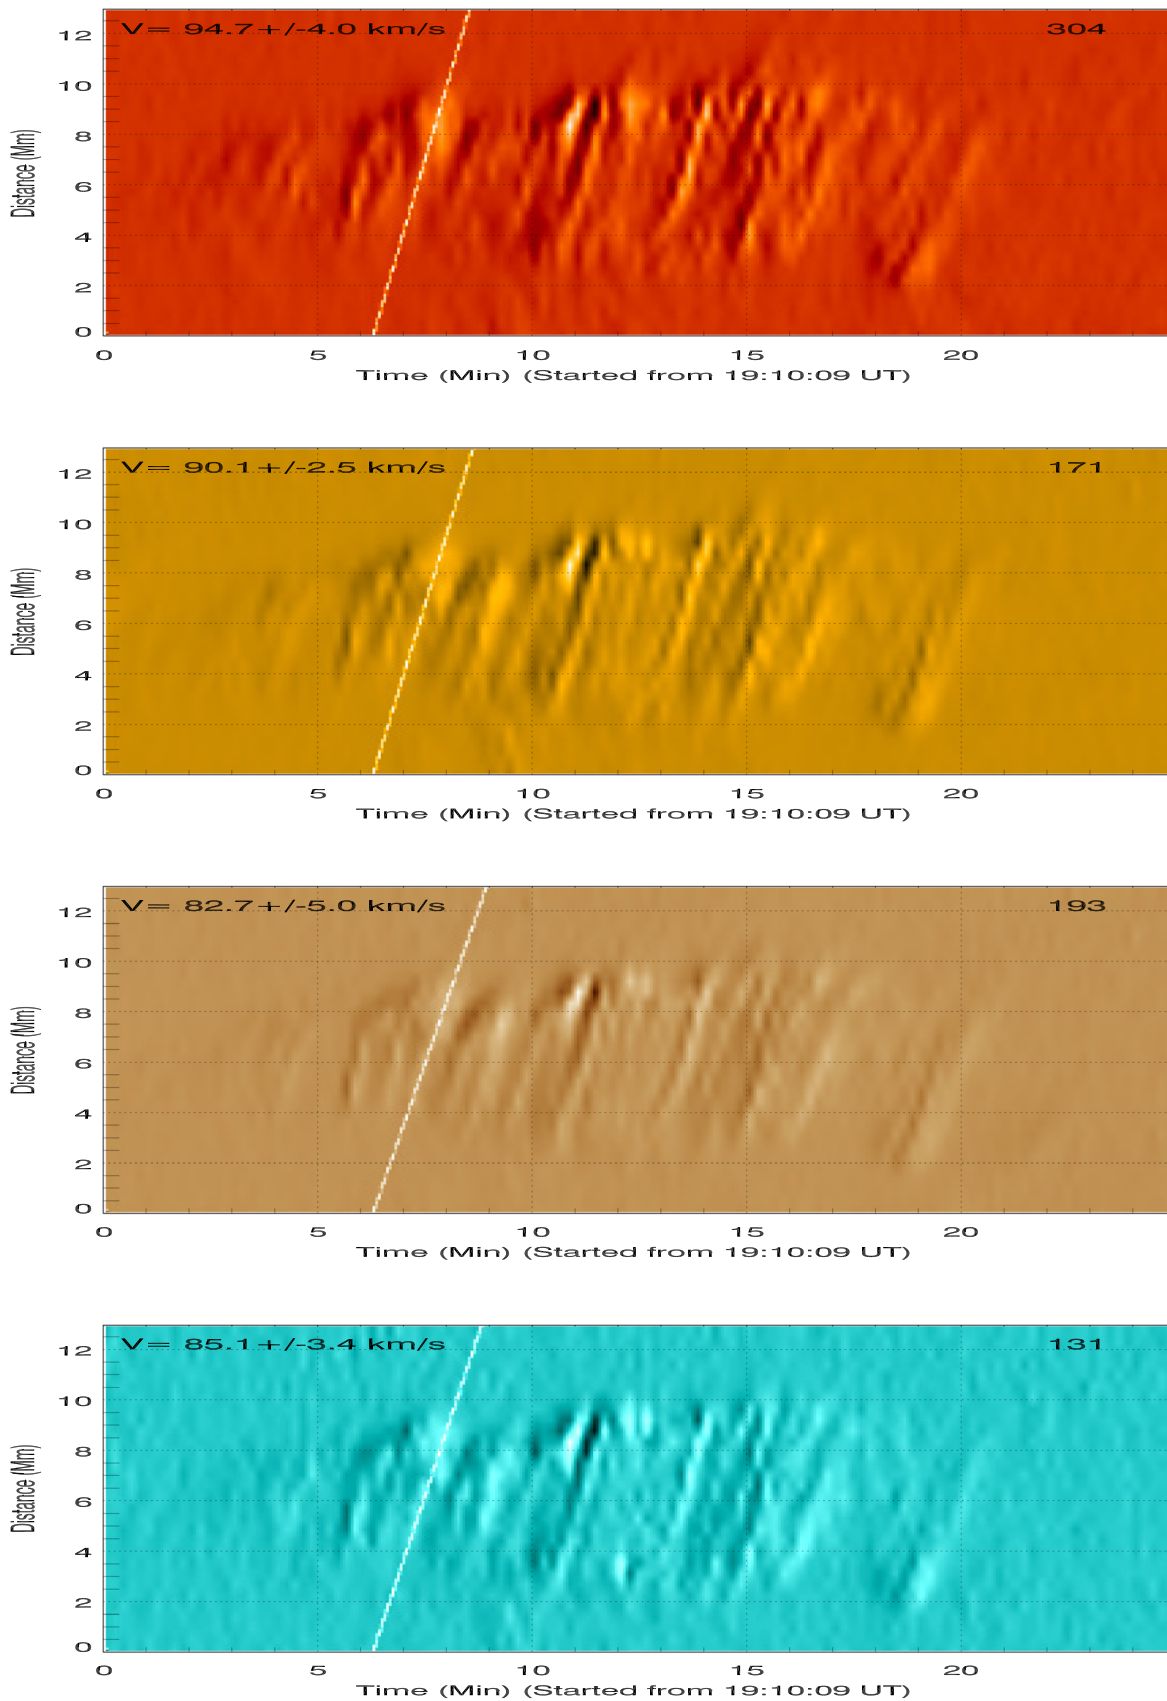 V= 94.7+/-4.0 km/s 304
12
10
8
6
4
2
0
Distance (Mm)
0 5 10 15 20
Time (Min) (Started from 19:10:09 UT)
V= 90.1+/-2.5 km/s 171
12
10
8
6
4
2
0
Distance (Mm)
0 5 10 15 20
Time (Min) (Started from 19:10:09 UT)
V= 82.7+/-5.0 km/s 193
12
10
8
6
4
2
0
Distance (Mm)
0 5 10 15 20
Time (Min) (Started from 19:10:09 UT)
V= 85.1+/-3.4 km/s 131
12
10
8
6
4
2
0
Distance (Mm)
0 5 10 15 20
Time (Min) (Started from 19:10:09 UT)